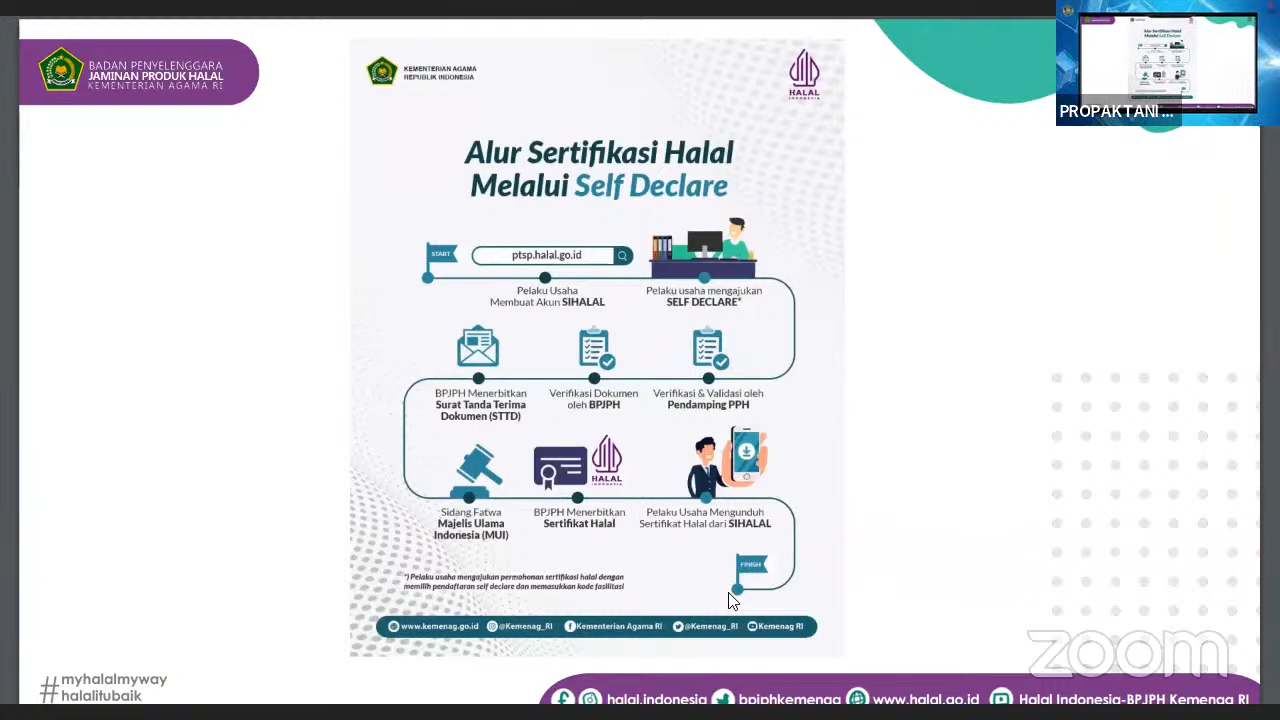 BADAN PENYELENGGARA
JAMINAN PRODUK HALAL
KEMENTERIAN AGAMA RI
KEMENTERIAN AGAMA
REPUBLIK INDONESIA
HALAL
INDONESIA
PROPAKTANI ...
Alur Sertifikasi Halal
Melalui Self Declare
START
ptsp.halal.go.id
Pelaku Usaha
Membuat Akun SIHALAL
Pelaku usaha mengajukan
SELF DECLARE*
BPJPH Menerbitkan
Surat Tanda Terima
Dokumen (STTD)
Verifikasi Dokumen
oleh BPJPH
Verifikasi & Validasi oleh
Pendamping PPH
HALAL
INDONESIA
Sidang Fatwa
Majelis Ulama
Indonesia (MUI)
BPJPH Menerbitkan
Sertifikat Halal
Pelaku Usaha Mengunduh
Sertifikat Halal dari SIHALAL
FINISH
*) Pelaku usaha mengajukan permohonan sertifikasi halal dengan
memilih pendaftaran self declare dan memasukkan kode fasilitasi
www.kemenag.go.id @Kemenag_RI Kementerian Agama RI @Kemenag_RI Kemenag RI
zoom
#myhalalmyway
halalitubaik
halal.indonesia bpjphkemenag www.halal.go.id Halal Indonesia-BPJPH Kemenag RI